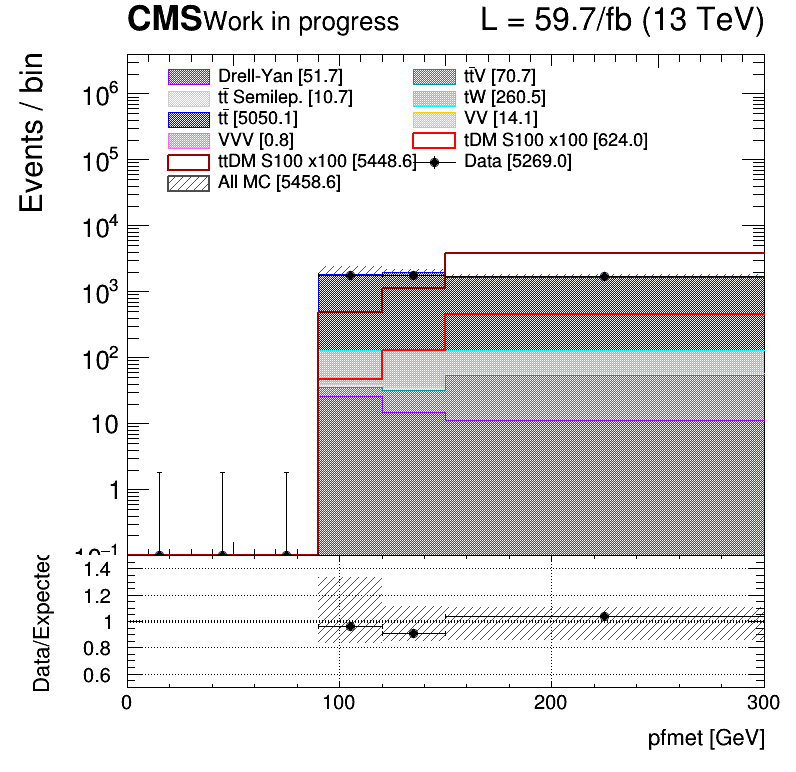 CMS Work in progress L = 59.7/fb (13 TeV)
Events / bin
Drell-Yan [51.7] tt̄V [70.7]
tt̄ Semilep. [10.7] tW [260.5]
tt̄ [5050.1] VV [14.1]
VVV [0.8] tDM S100 x100 [624.0]
ttDM S100 x100 [5448.6] Data [5269.0]
All MC [5458.6]
10⁶
10⁵
10⁴
10³
10²
10
1
10⁻¹
Data/Expected
1.4
1.2
1
0.8
0.6
0 100 200 300
pfmet [GeV]